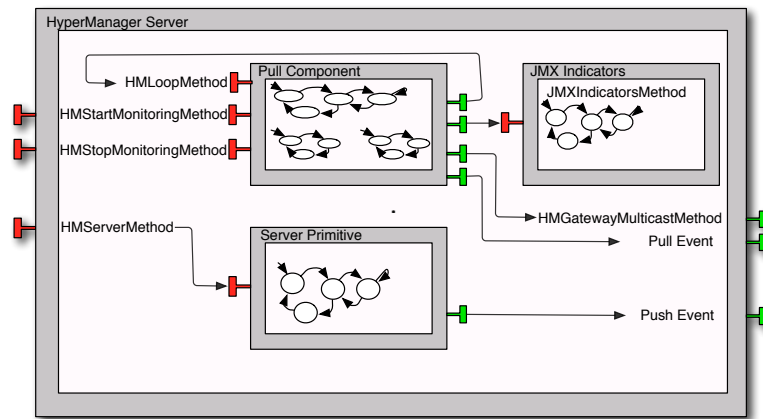 HyperManager Server
Pull Component
JMX Indicators
HMLoopMethod
JMXIndicatorsMethod
HMStartMonitoringMethod
HMStopMonitoringMethod
HMServerMethod
HMGatewayMulticastMethod
Server Primitive
Pull Event
Push Event